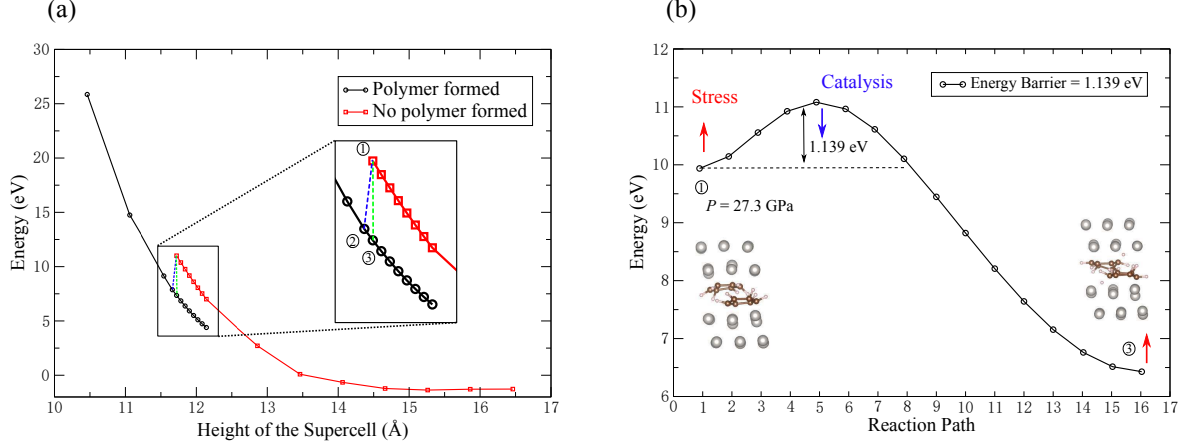 (a)
30
25
20
15
10
5
0
Energy (eV)
10 11 12 13 14 15 16 17
Height of the Supercell (Å)
Polymer formed
No polymer formed
①
②
③
(b)
12
11
10
9
8
7
6
Energy (eV)
0 1 2 3 4 5 6 7 8 9 10 11 12 13 14 15 16 17
Reaction Path
Energy Barrier = 1.139 eV
Stress
Catalysis
1.139 eV
①
P = 27.3 GPa
③